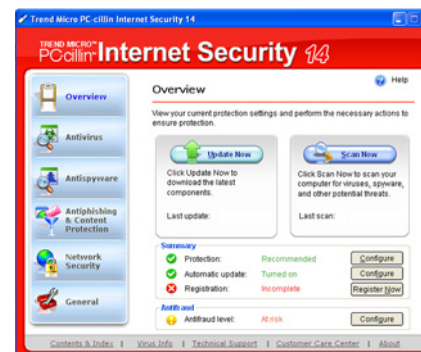 Trend Micro PC-cillin Internet Security 14
TREND MICRO™
PC-cillin Internet Security 14
Help
Overview
Overview
View your current protection settings and perform the necessary actions to
ensure protection.
Antivirus
Update Now
Scan Now
Click Update Now to
download the latest
components.
Click Scan Now to scan your
computer for viruses, spyware,
and other potential threats.
Antispyware
Last update:
Last scan:
Antiphishing
& Content
Protection
Summary
Protection: Recommended Configure
Automatic update: Turned on Configure
Registration: Incomplete Register Now
Network
Security
Antifraud
Antifraud level: At risk Configure
General
Contents & Index | Virus Info | Technical Support | Customer Care Center | About